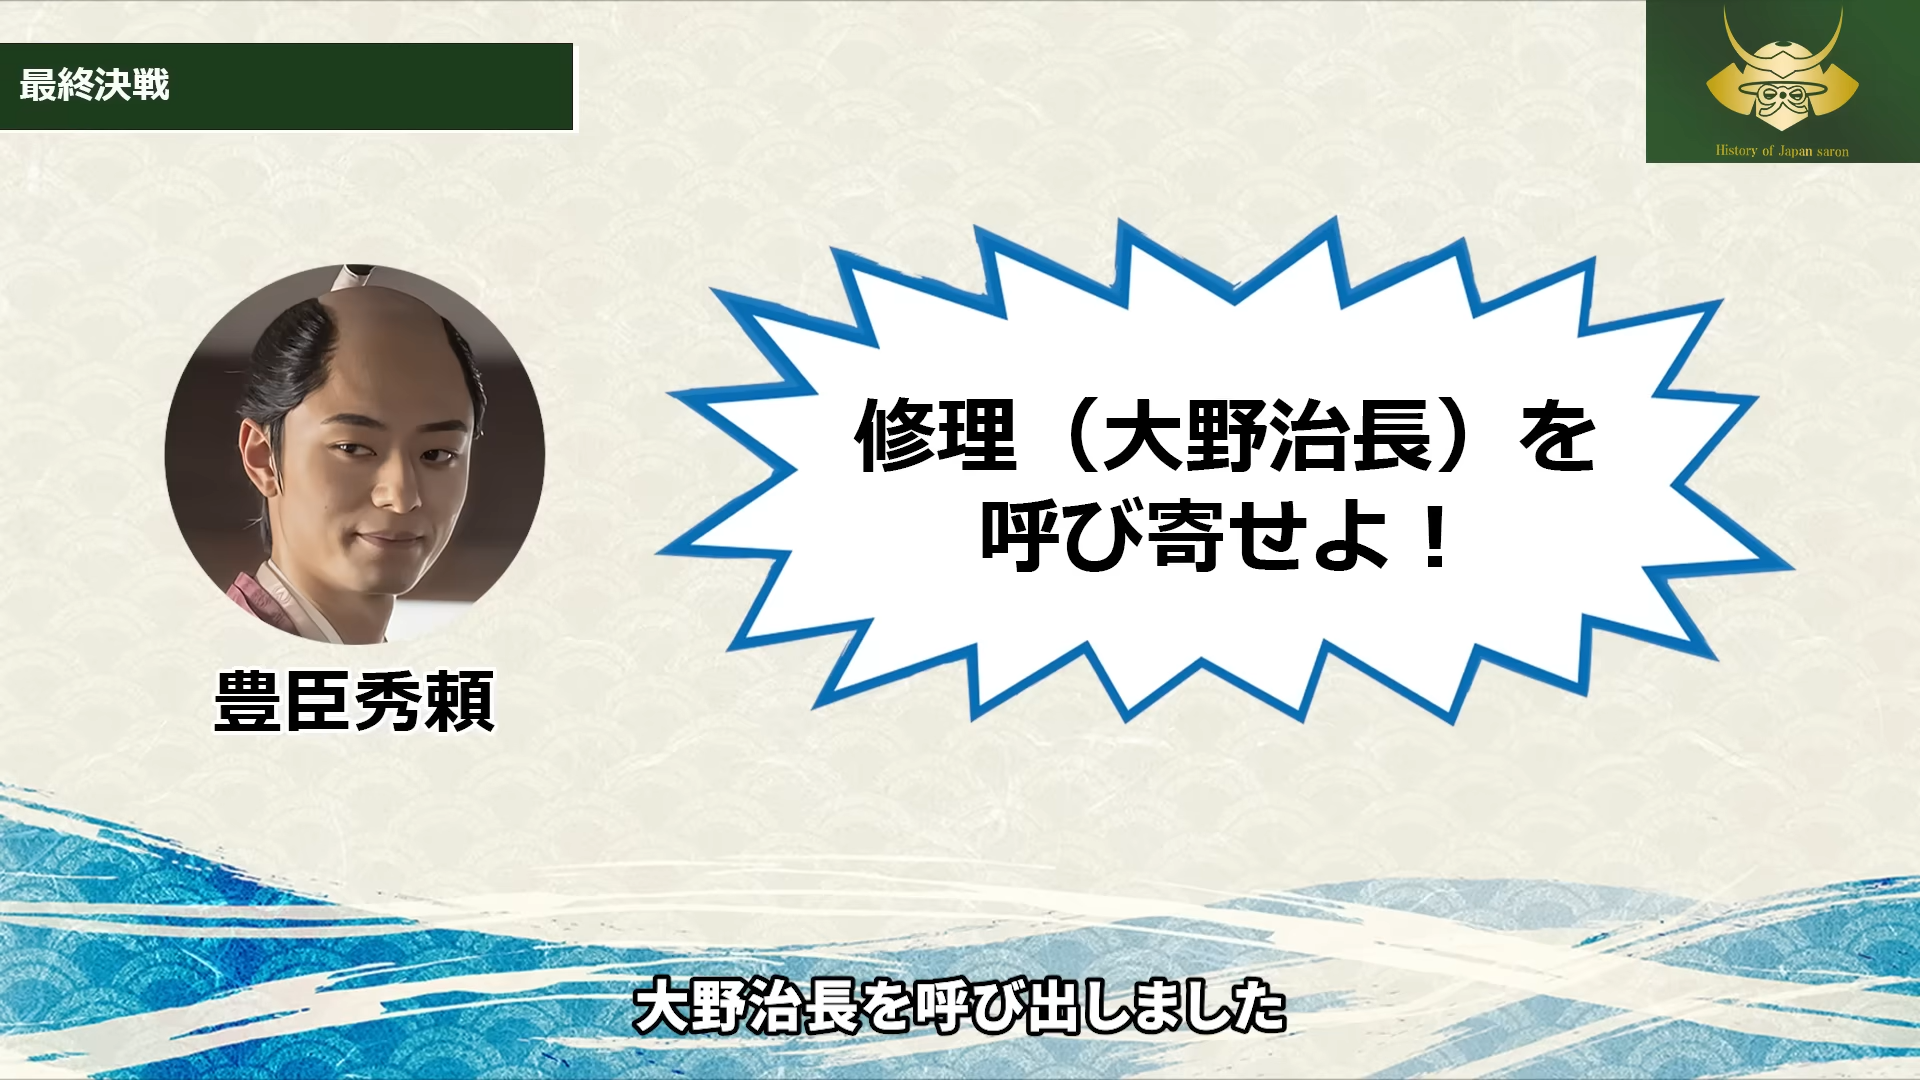 最終決戦
History of Japan saron
修理（大野治長）を
呼び寄せよ！
豊臣秀頼
大野治長を呼び出しました